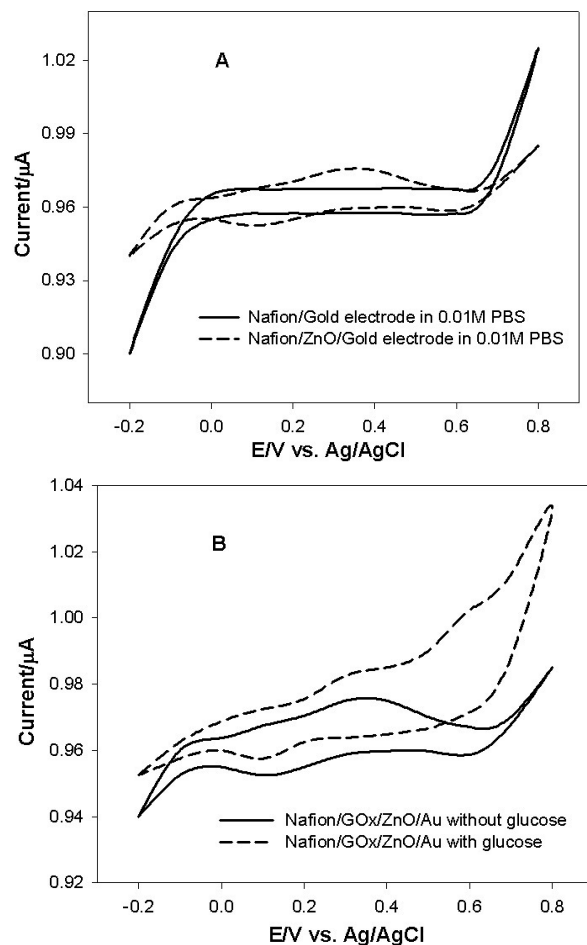 A
1.02
0.99
0.96
0.93
0.90
Current/µA
Nafion/Gold electrode in 0.01M PBS
Nafion/ZnO/Gold electrode in 0.01M PBS
-0.2 0.0 0.2 0.4 0.6 0.8
E/V vs. Ag/AgCl
B
1.04
1.02
1.00
0.98
0.96
0.94
0.92
Current/µA
Nafion/GOx/ZnO/Au without glucose
Nafion/GOx/ZnO/Au with glucose
-0.2 0.0 0.2 0.4 0.6 0.8
E/V vs. Ag/AgCl